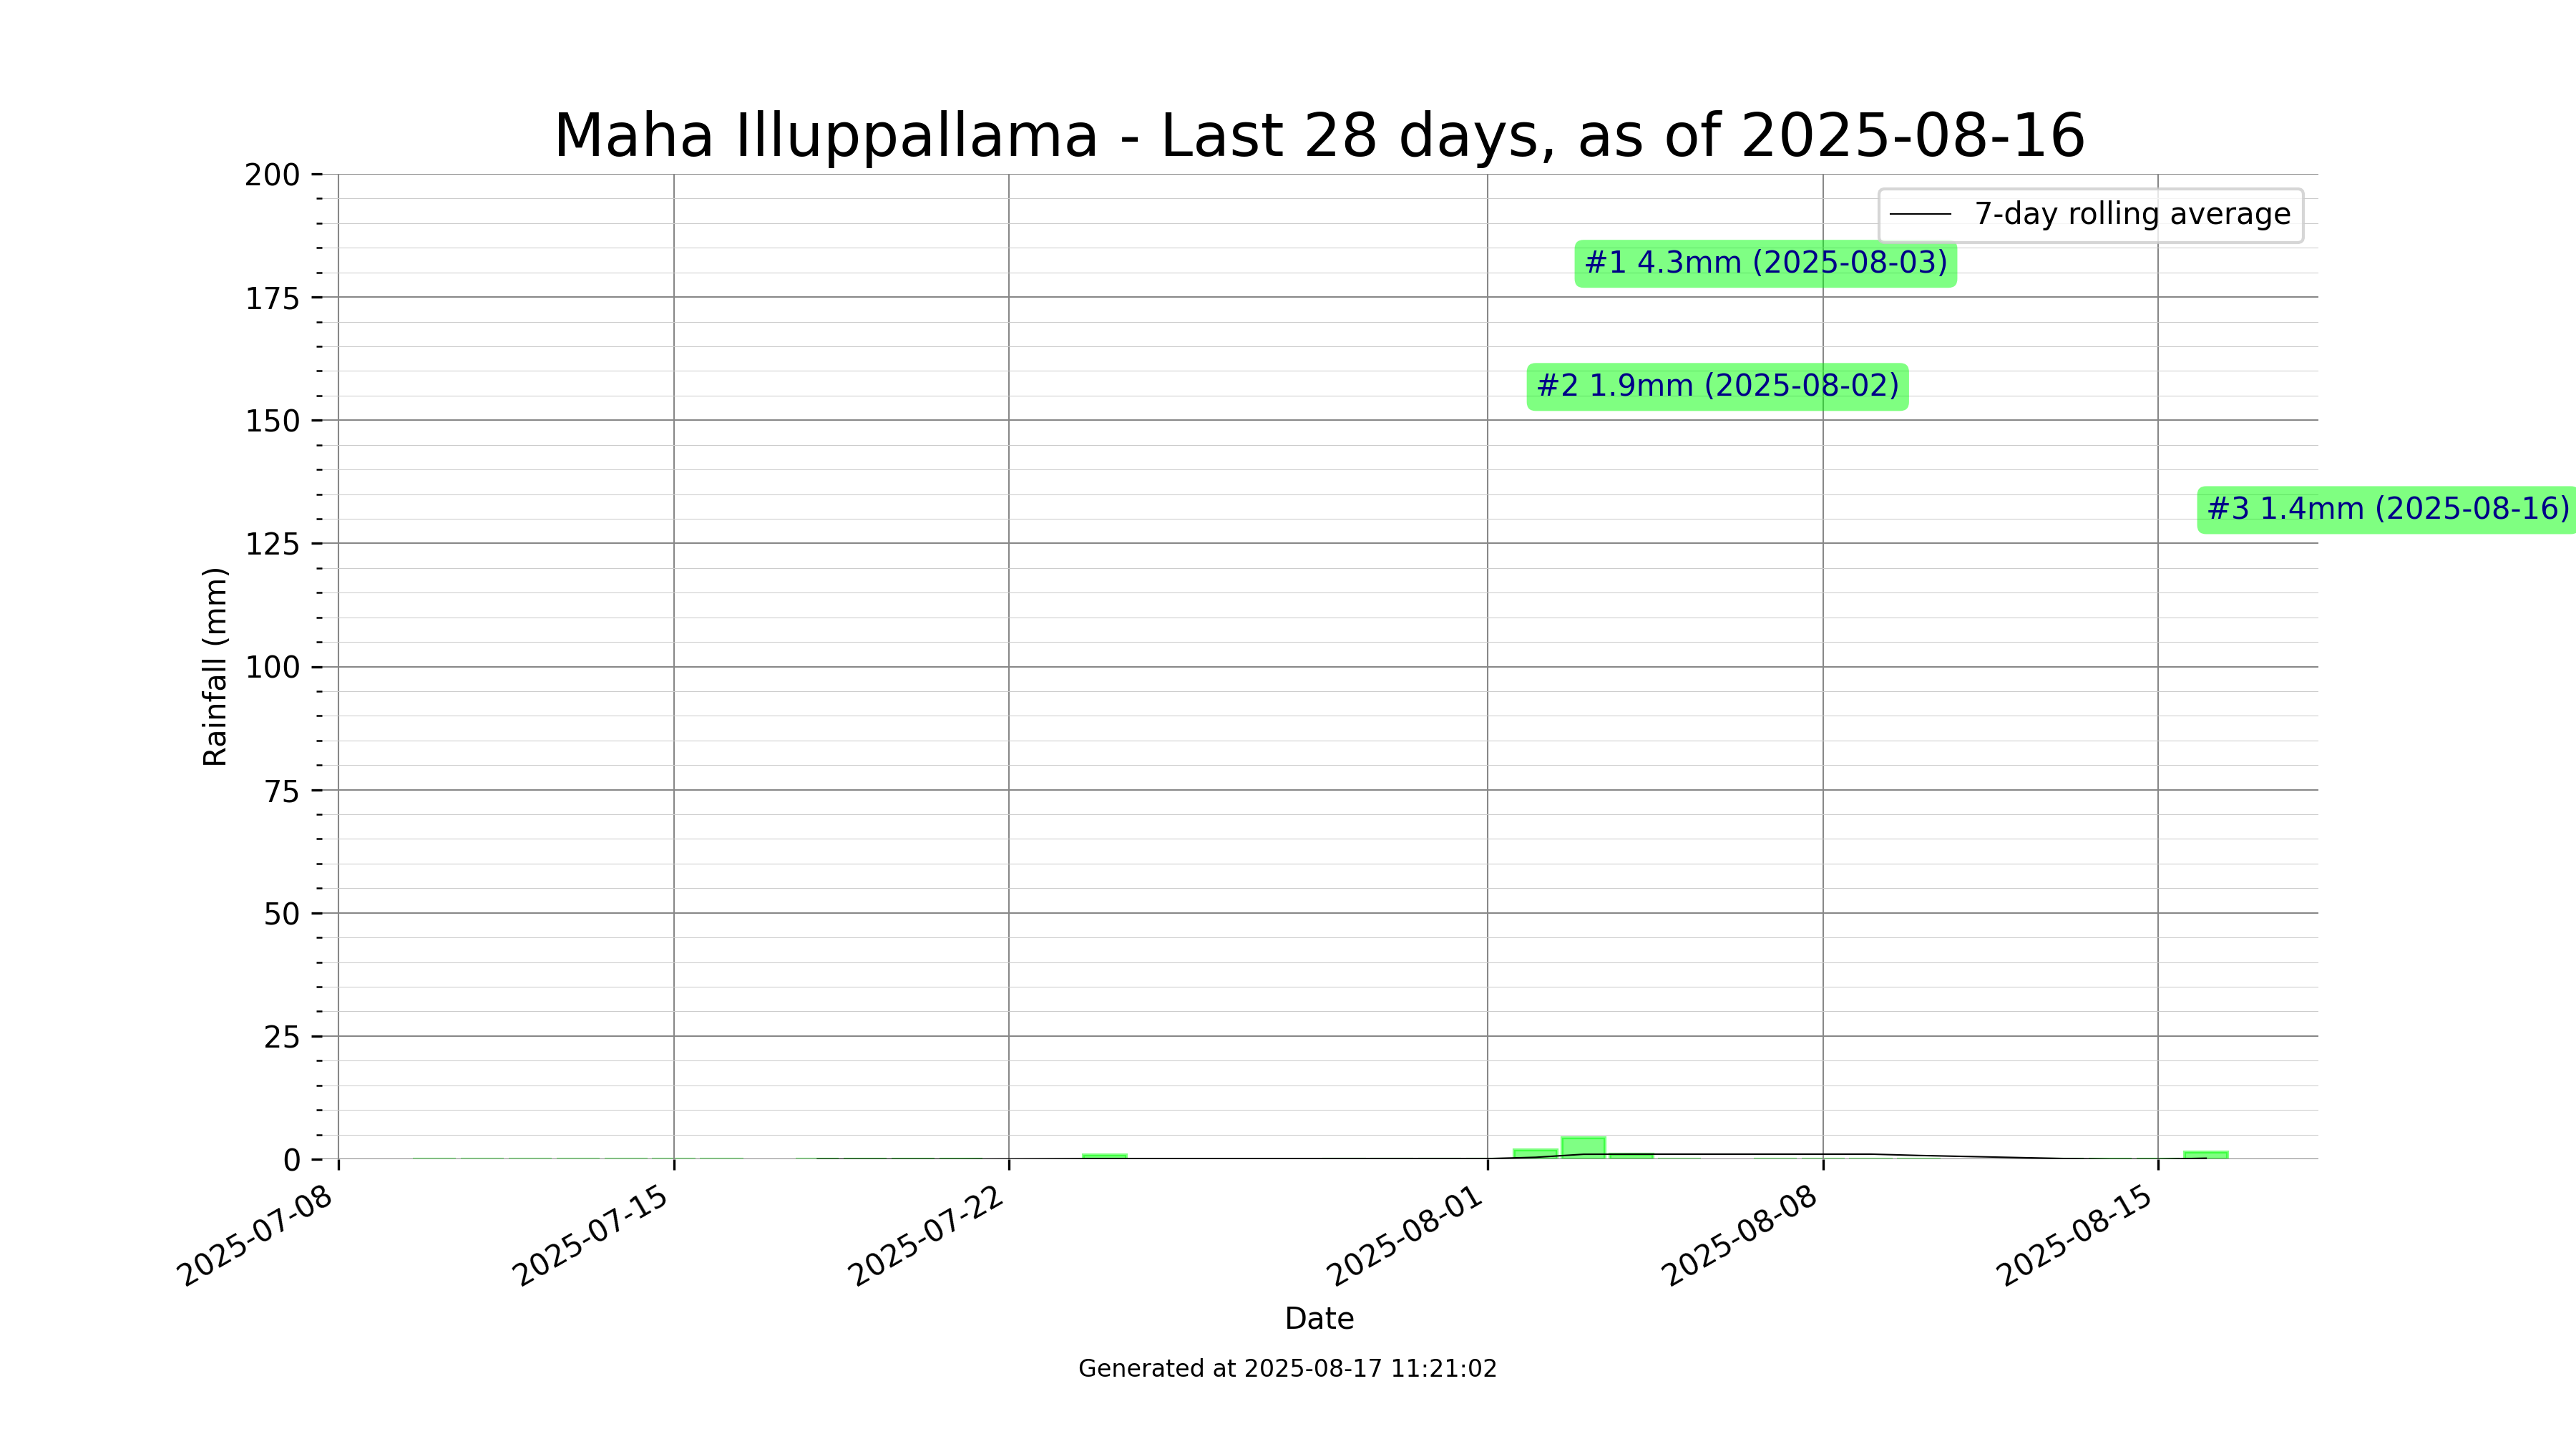 Maha Illuppallama - Last 28 days, as of 2025-08-16
200
175
150
125
100
75
50
25
0
Rainfall (mm)
7-day rolling average
#1 4.3mm (2025-08-03)
#2 1.9mm (2025-08-02)
#3 1.4mm (2025-08-16)
2025-07-08
2025-07-15
2025-07-22
2025-08-01
2025-08-08
2025-08-15
Date
Generated at 2025-08-17 11:21:02